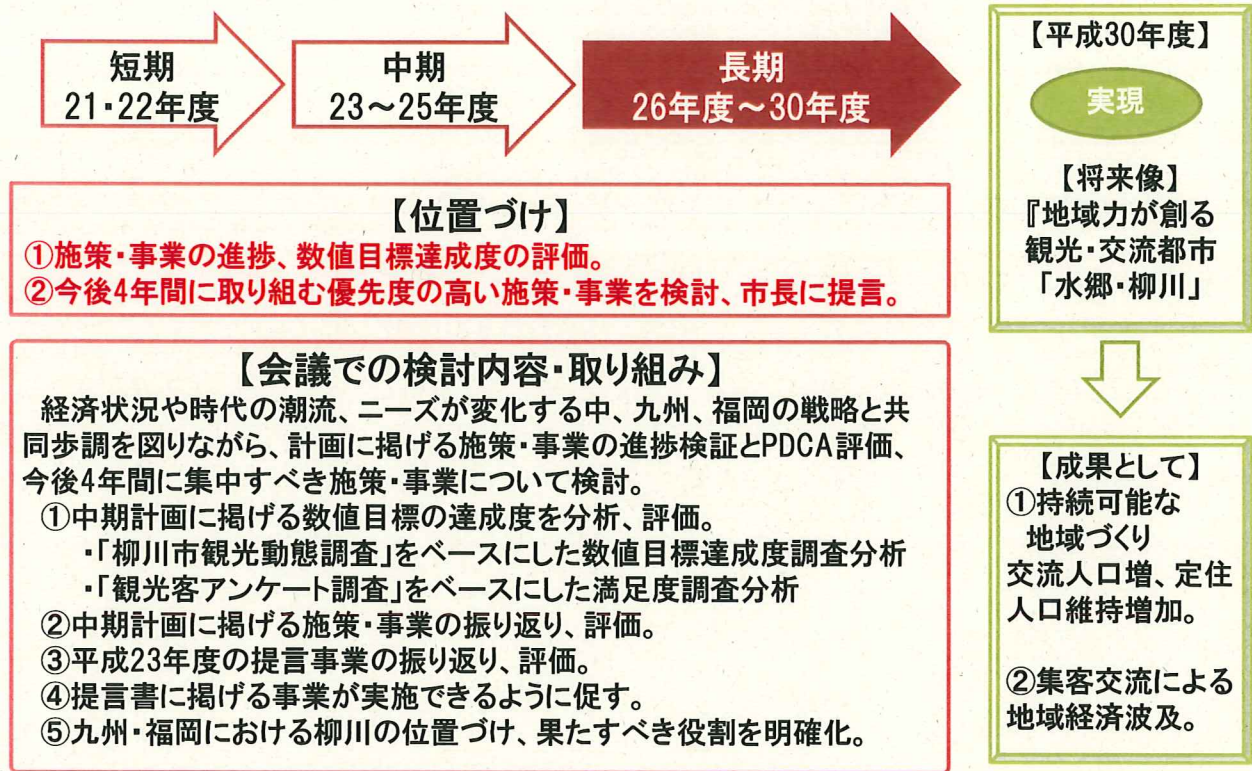 短期
21・22年度
中期
23～25年度
長期
26年度～30年度
【位置づけ】
①施策・事業の進捗、数値目標達成度の評価。
②今後4年間に取り組む優先度の高い施策・事業を検討、市長に提言。
【会議での検討内容・取り組み】
経済状況や時代の潮流、ニーズが変化する中、九州、福岡の戦略と共
同歩調を図りながら、計画に掲げる施策・事業の進捗検証とPDCA評価、
今後4年間に集中すべき施策・事業について検討。
①中期計画に掲げる数値目標の達成度を分析、評価。
・「柳川市観光動態調査」をベースにした数値目標達成度調査分析
・「観光客アンケート調査」をベースにした満足度調査分析
②中期計画に掲げる施策・事業の振り返り、評価。
③平成23年度の提言事業の振り返り、評価。
④提言書に掲げる事業が実施できるように促す。
⑤九州・福岡における柳川の位置づけ、果たすべき役割を明確化。
【平成30年度】
実現
【将来像】
『地域力が創る
観光・交流都市
「水郷・柳川」
【成果として】
①持続可能な
地域づくり
交流人口増、定住
人口維持増加。
②集客交流による
地域経済波及。